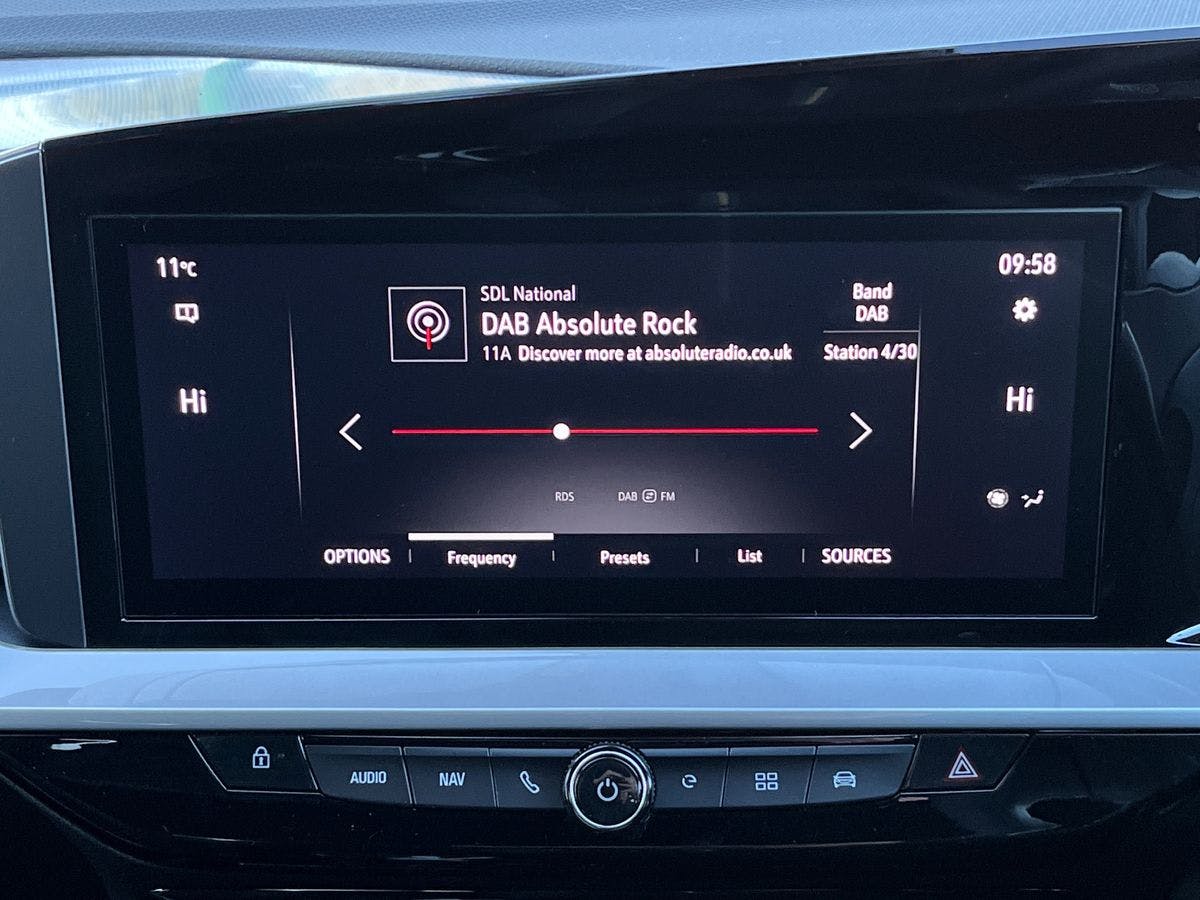 11°C
09:58
SDL National
DAB Absolute Rock
11A Discover more at absoluteradio.co.uk
Band
DAB
Station 4/30
Hi
Hi
RDS
DAB FM
OPTIONS
Frequency
Presets
List
SOURCES
AUDIO
NAV